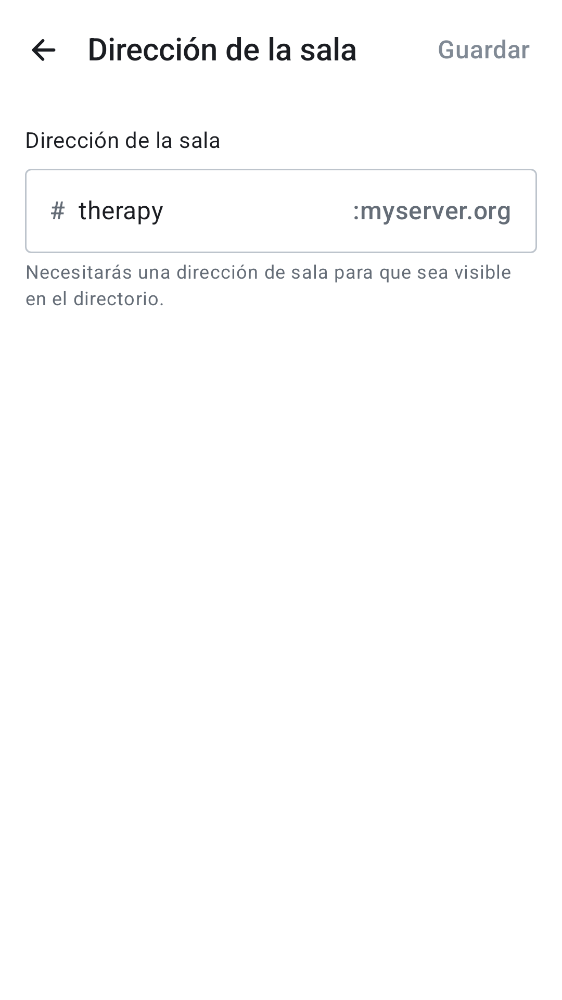 Dirección de la sala
Guardar
Dirección de la sala
# therapy :myserver.org
Necesitarás una dirección de sala para que sea visible
en el directorio.